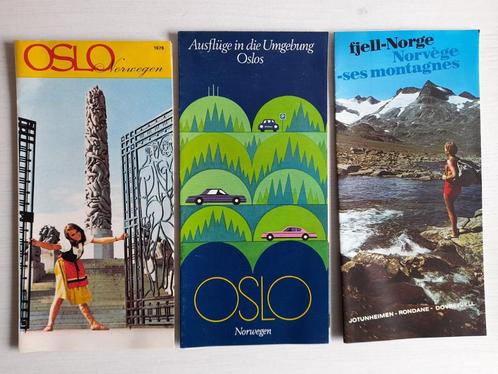 OSLO
Norwegen
1976
Ausflüge in die Umgebung
Oslos
P
OSLO
Norwegen
fjell-Norge
Norvège
-ses montagnes
JOTUNHEIMEN - RONDANE - DOVREFJELL